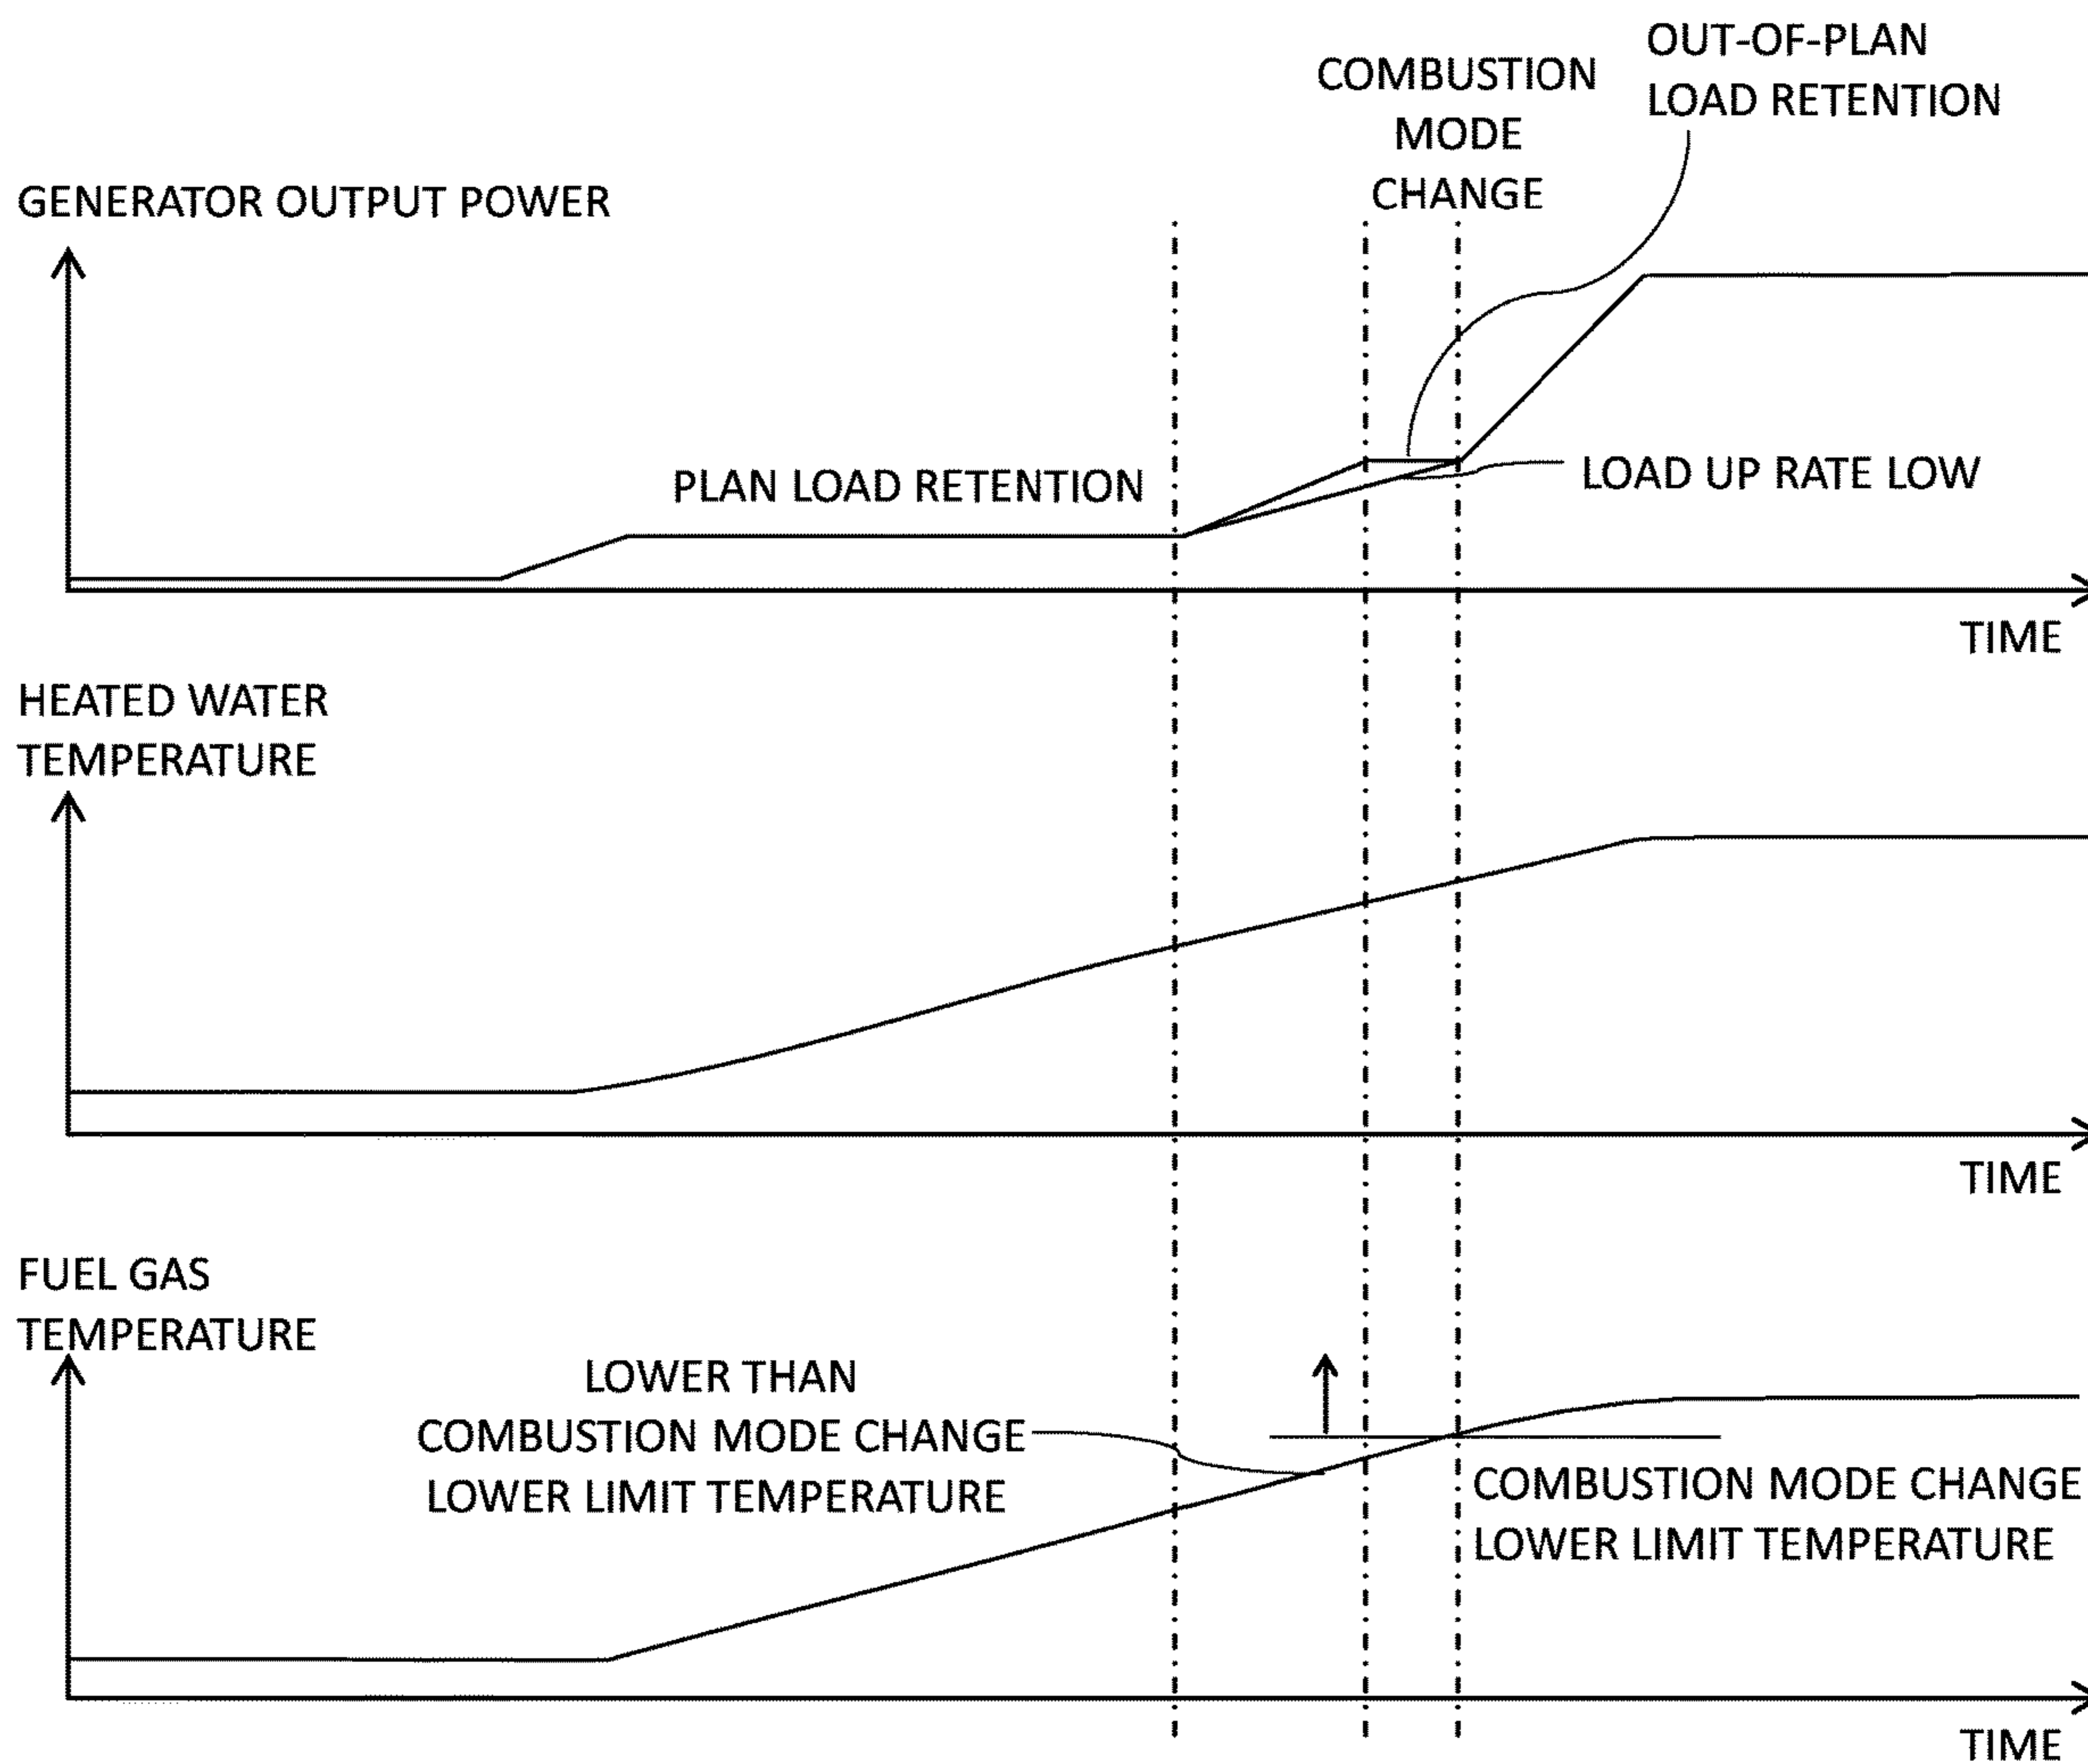 OUT-OF-PLAN
LOAD RETENTION
COMBUSTION
MODE
CHANGE
GENERATOR OUTPUT POWER
PLAN LOAD RETENTION
LOAD UP RATE LOW
TIME
HEATED WATER
TEMPERATURE
TIME
FUEL GAS
TEMPERATURE
LOWER THAN
COMBUSTION MODE CHANGE
LOWER LIMIT TEMPERATURE
COMBUSTION MODE CHANGE
LOWER LIMIT TEMPERATURE
TIME